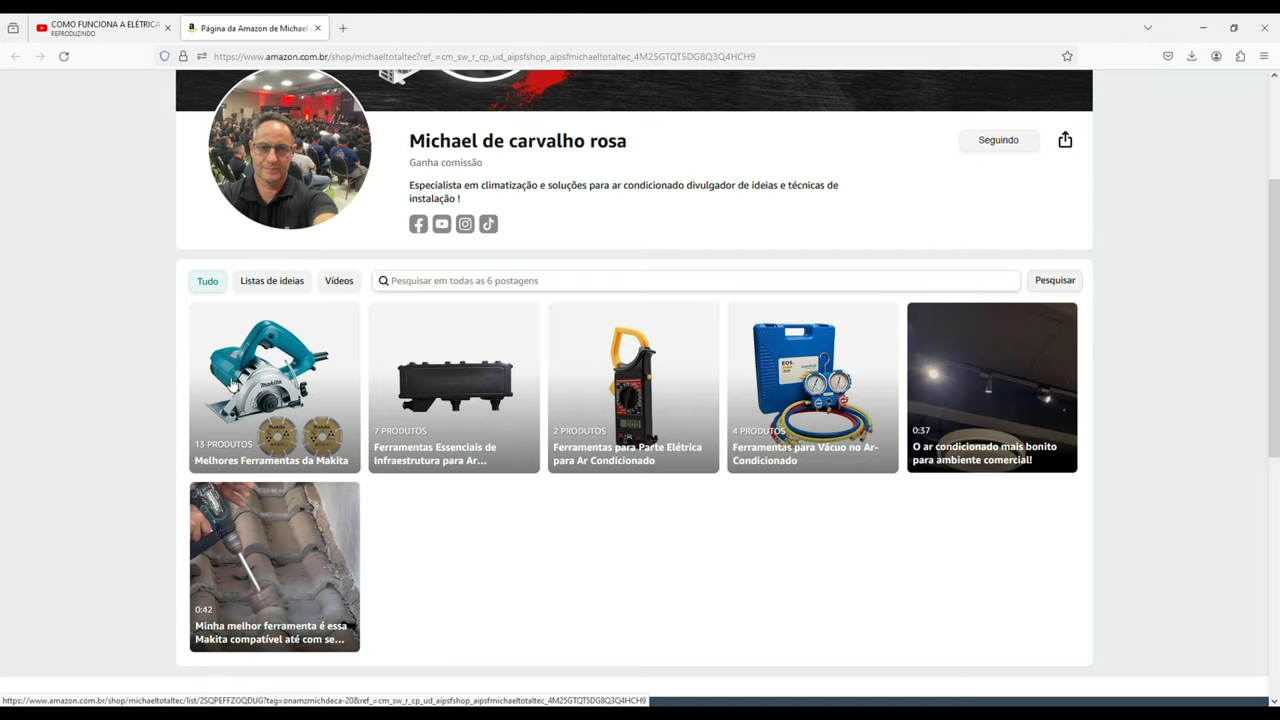 COMO FUNCIONA A ELÉTRICA
REPRODUZINDO
Página da Amazon de Michael
https://www.amazon.com.br/shop/michaeltotaltec?ref_=cm_sw_r_cp_ud_aipsfshop_aipsfmichaeltotaltec_4M25GTQT5DG8Q3Q4HCH9
Michael de carvalho rosa
Ganha comissão
Seguindo
Especialista em climatização e soluções para ar condicionado divulgador de ideias e técnicas de
instalação !
Tudo
Listas de ideias
Vídeos
Pesquisar em todas as 6 postagens
Pesquisar
13 PRODUTOS
Melhores Ferramentas da Makita
7 PRODUTOS
Ferramentas Essenciais de
Infraestrutura para Ar...
2 PRODUTOS
Ferramentas para Parte Elétrica
para Ar Condicionado
EOS
4 PRODUTOS
Ferramentas para Vácuo no Ar-
Condicionado
0:37
O ar condicionado mais bonito
para ambiente comercial!
0:42
Minha melhor ferramenta é essa
Makita compatível até com se...
https://www.amazon.com.br/shop/michaeltotaltec/list/2SQPEFFZOQDUG?tag=onamzmichdeca-20&ref_=cm_sw_r_cp_ud_aipsfshop_aipsfmichaeltotaltec_4M25GTQT5DG8Q3Q4HCH9